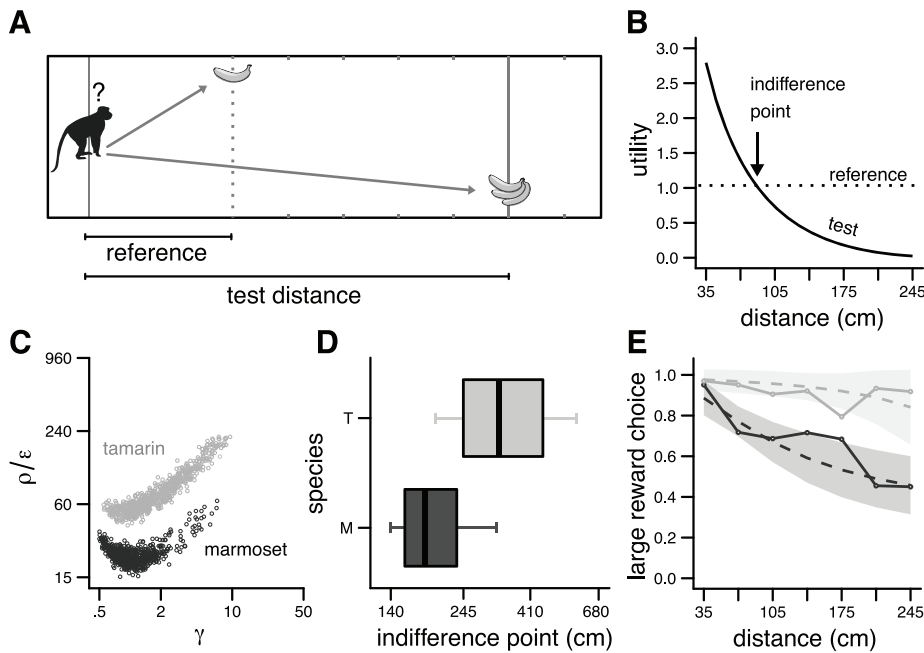 A
?
reference
test distance
B
utility
3.0
2.5
2.0
1.5
1.0
0.5
0.0
indifference
point
reference
test
35
105
175
245
distance (cm)
C
ρ/ε
960
240
60
15
tamarin
marmoset
.5
2
10
50
γ
D
species
T
M
140
245
410
680
indifference point (cm)
E
large reward choice
1.0
0.8
0.6
0.4
0.2
0.0
35
105
175
245
distance (cm)